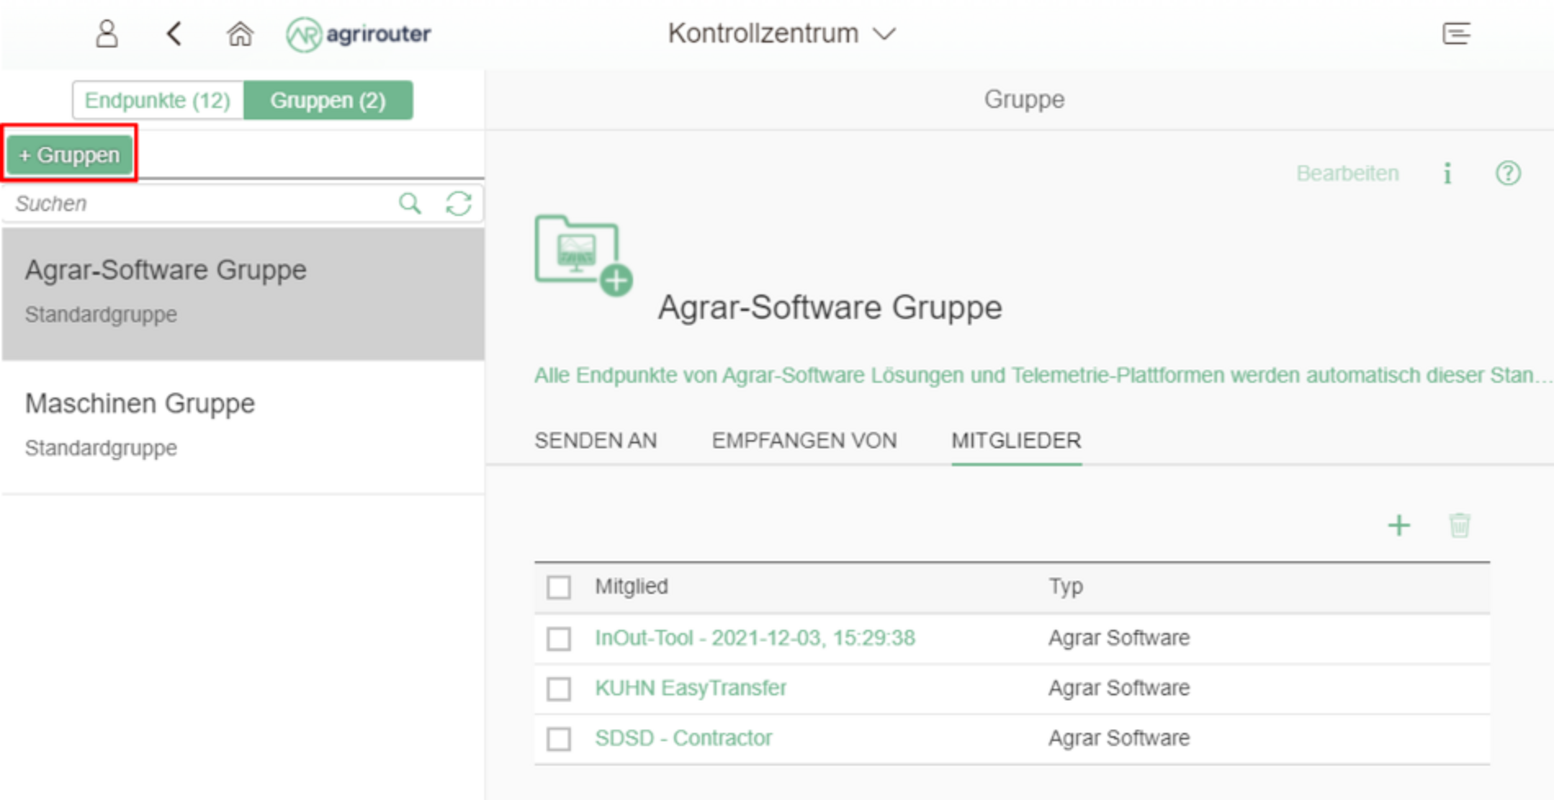 agrirouter
Kontrollzentrum
Endpunkte (12) Gruppen (2)
Gruppe
+ Gruppen
Bearbeiten
Suchen
Agrar-Software Gruppe
Standardgruppe
Maschinen Gruppe
Standardgruppe
Agrar-Software Gruppe
Alle Endpunkte von Agrar-Software Lösungen und Telemetrie-Plattformen werden automatisch dieser Stan...
SENDEN AN EMPFANGEN VON MITGLIEDER
Mitglied Typ
InOut-Tool - 2021-12-03, 15:29:38 Agrar Software
KUHN EasyTransfer Agrar Software
SDSD - Contractor Agrar Software